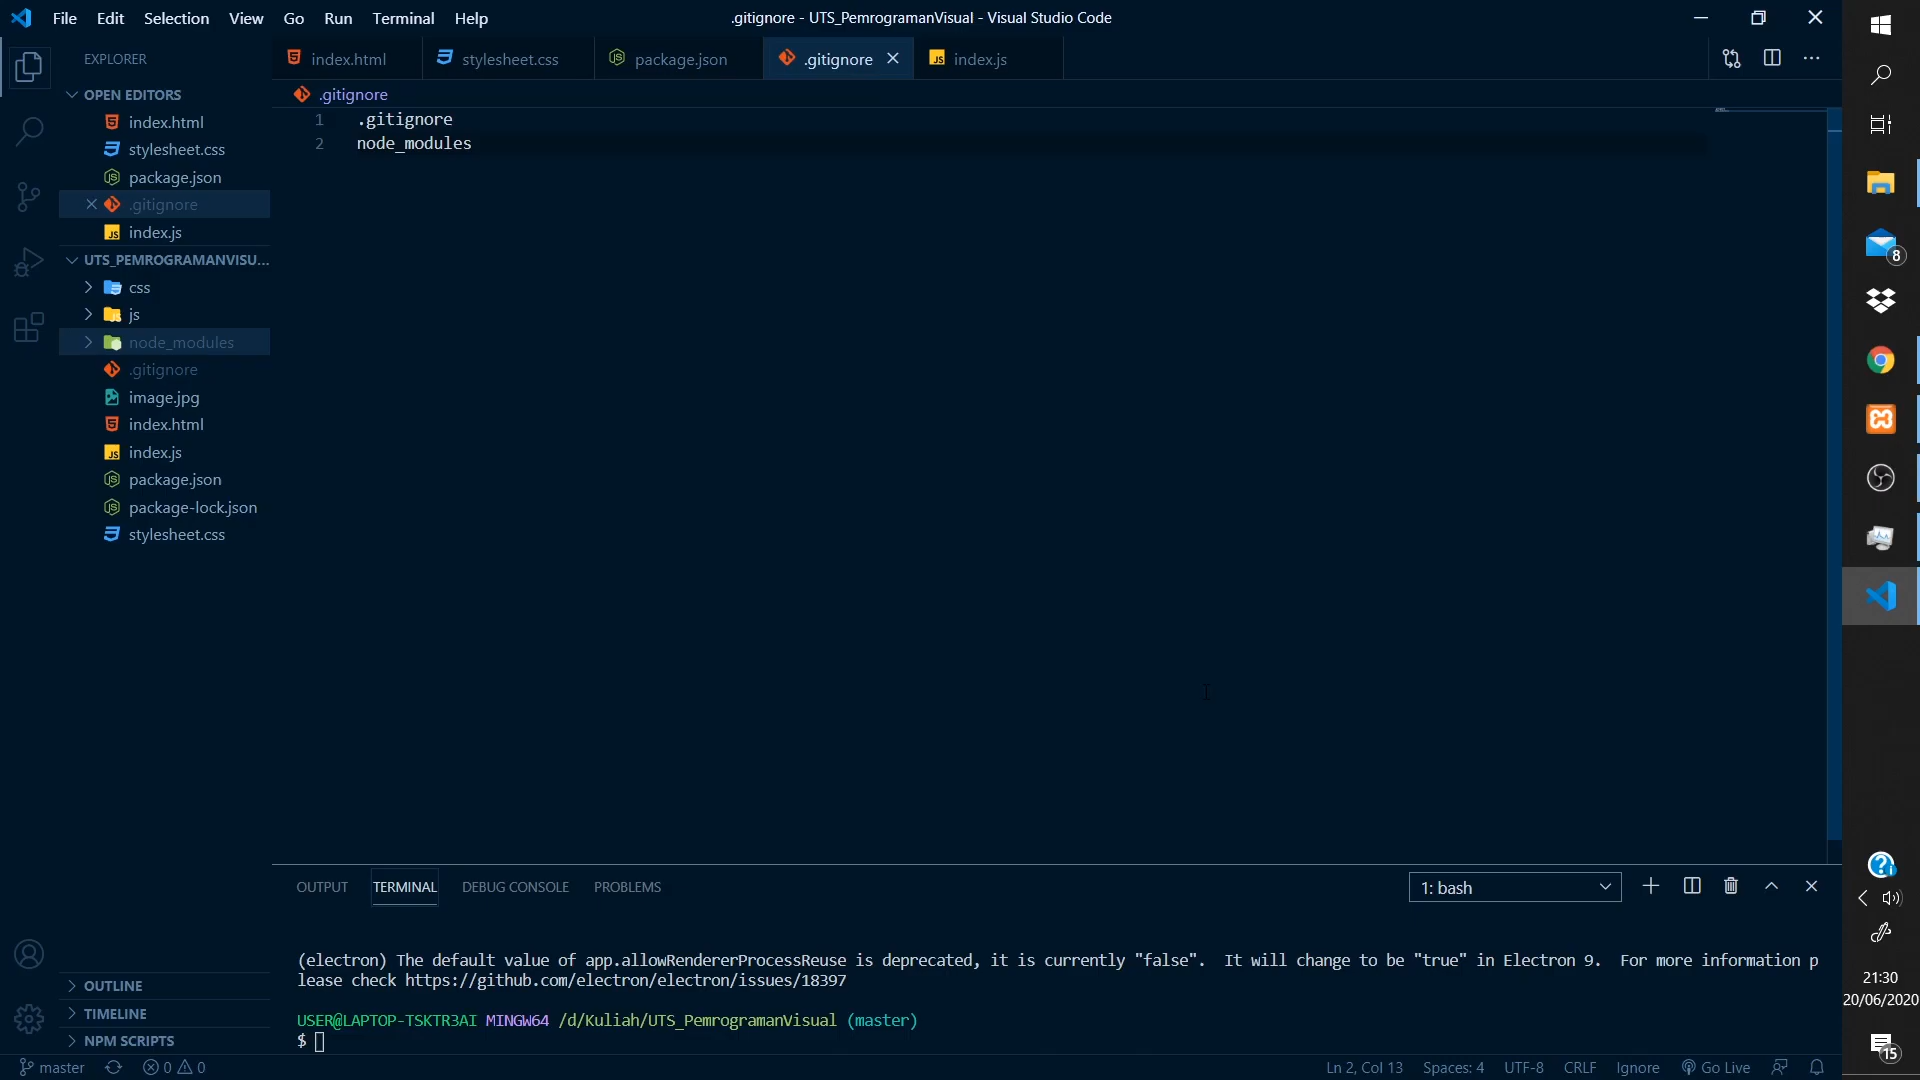 File Edit Selection View Go Run Terminal Help
.gitignore - UTS_PemrogramanVisual - Visual Studio Code
EXPLORER
index.html
stylesheet.css
package.json
.gitignore
index.js
OPEN EDITORS
index.html
stylesheet.css
package.json
.gitignore
index.js
UTS_PEMROGRAMANVISU...
css
js
node_modules
.gitignore
image.jpg
index.html
index.js
package.json
package-lock.json
stylesheet.css
OUTLINE
TIMELINE
NPM SCRIPTS
.gitignore
1 .gitignore
2 node_modules
OUTPUT TERMINAL DEBUG CONSOLE PROBLEMS
1: bash
(electron) The default value of app.allowRendererProcessReuse is deprecated, it is currently "false".  It will change to be "true" in Electron 9.  For more information p
lease check https://github.com/electron/electron/issues/18397
USER@LAPTOP-TSKTR3AI MINGW64 /d/Kuliah/UTS_PemrogramanVisual (master)
$
master 0 0
Ln 2, Col 13 Spaces: 4 UTF-8 CRLF Ignore Go Live
8
21:30
20/06/2020
15